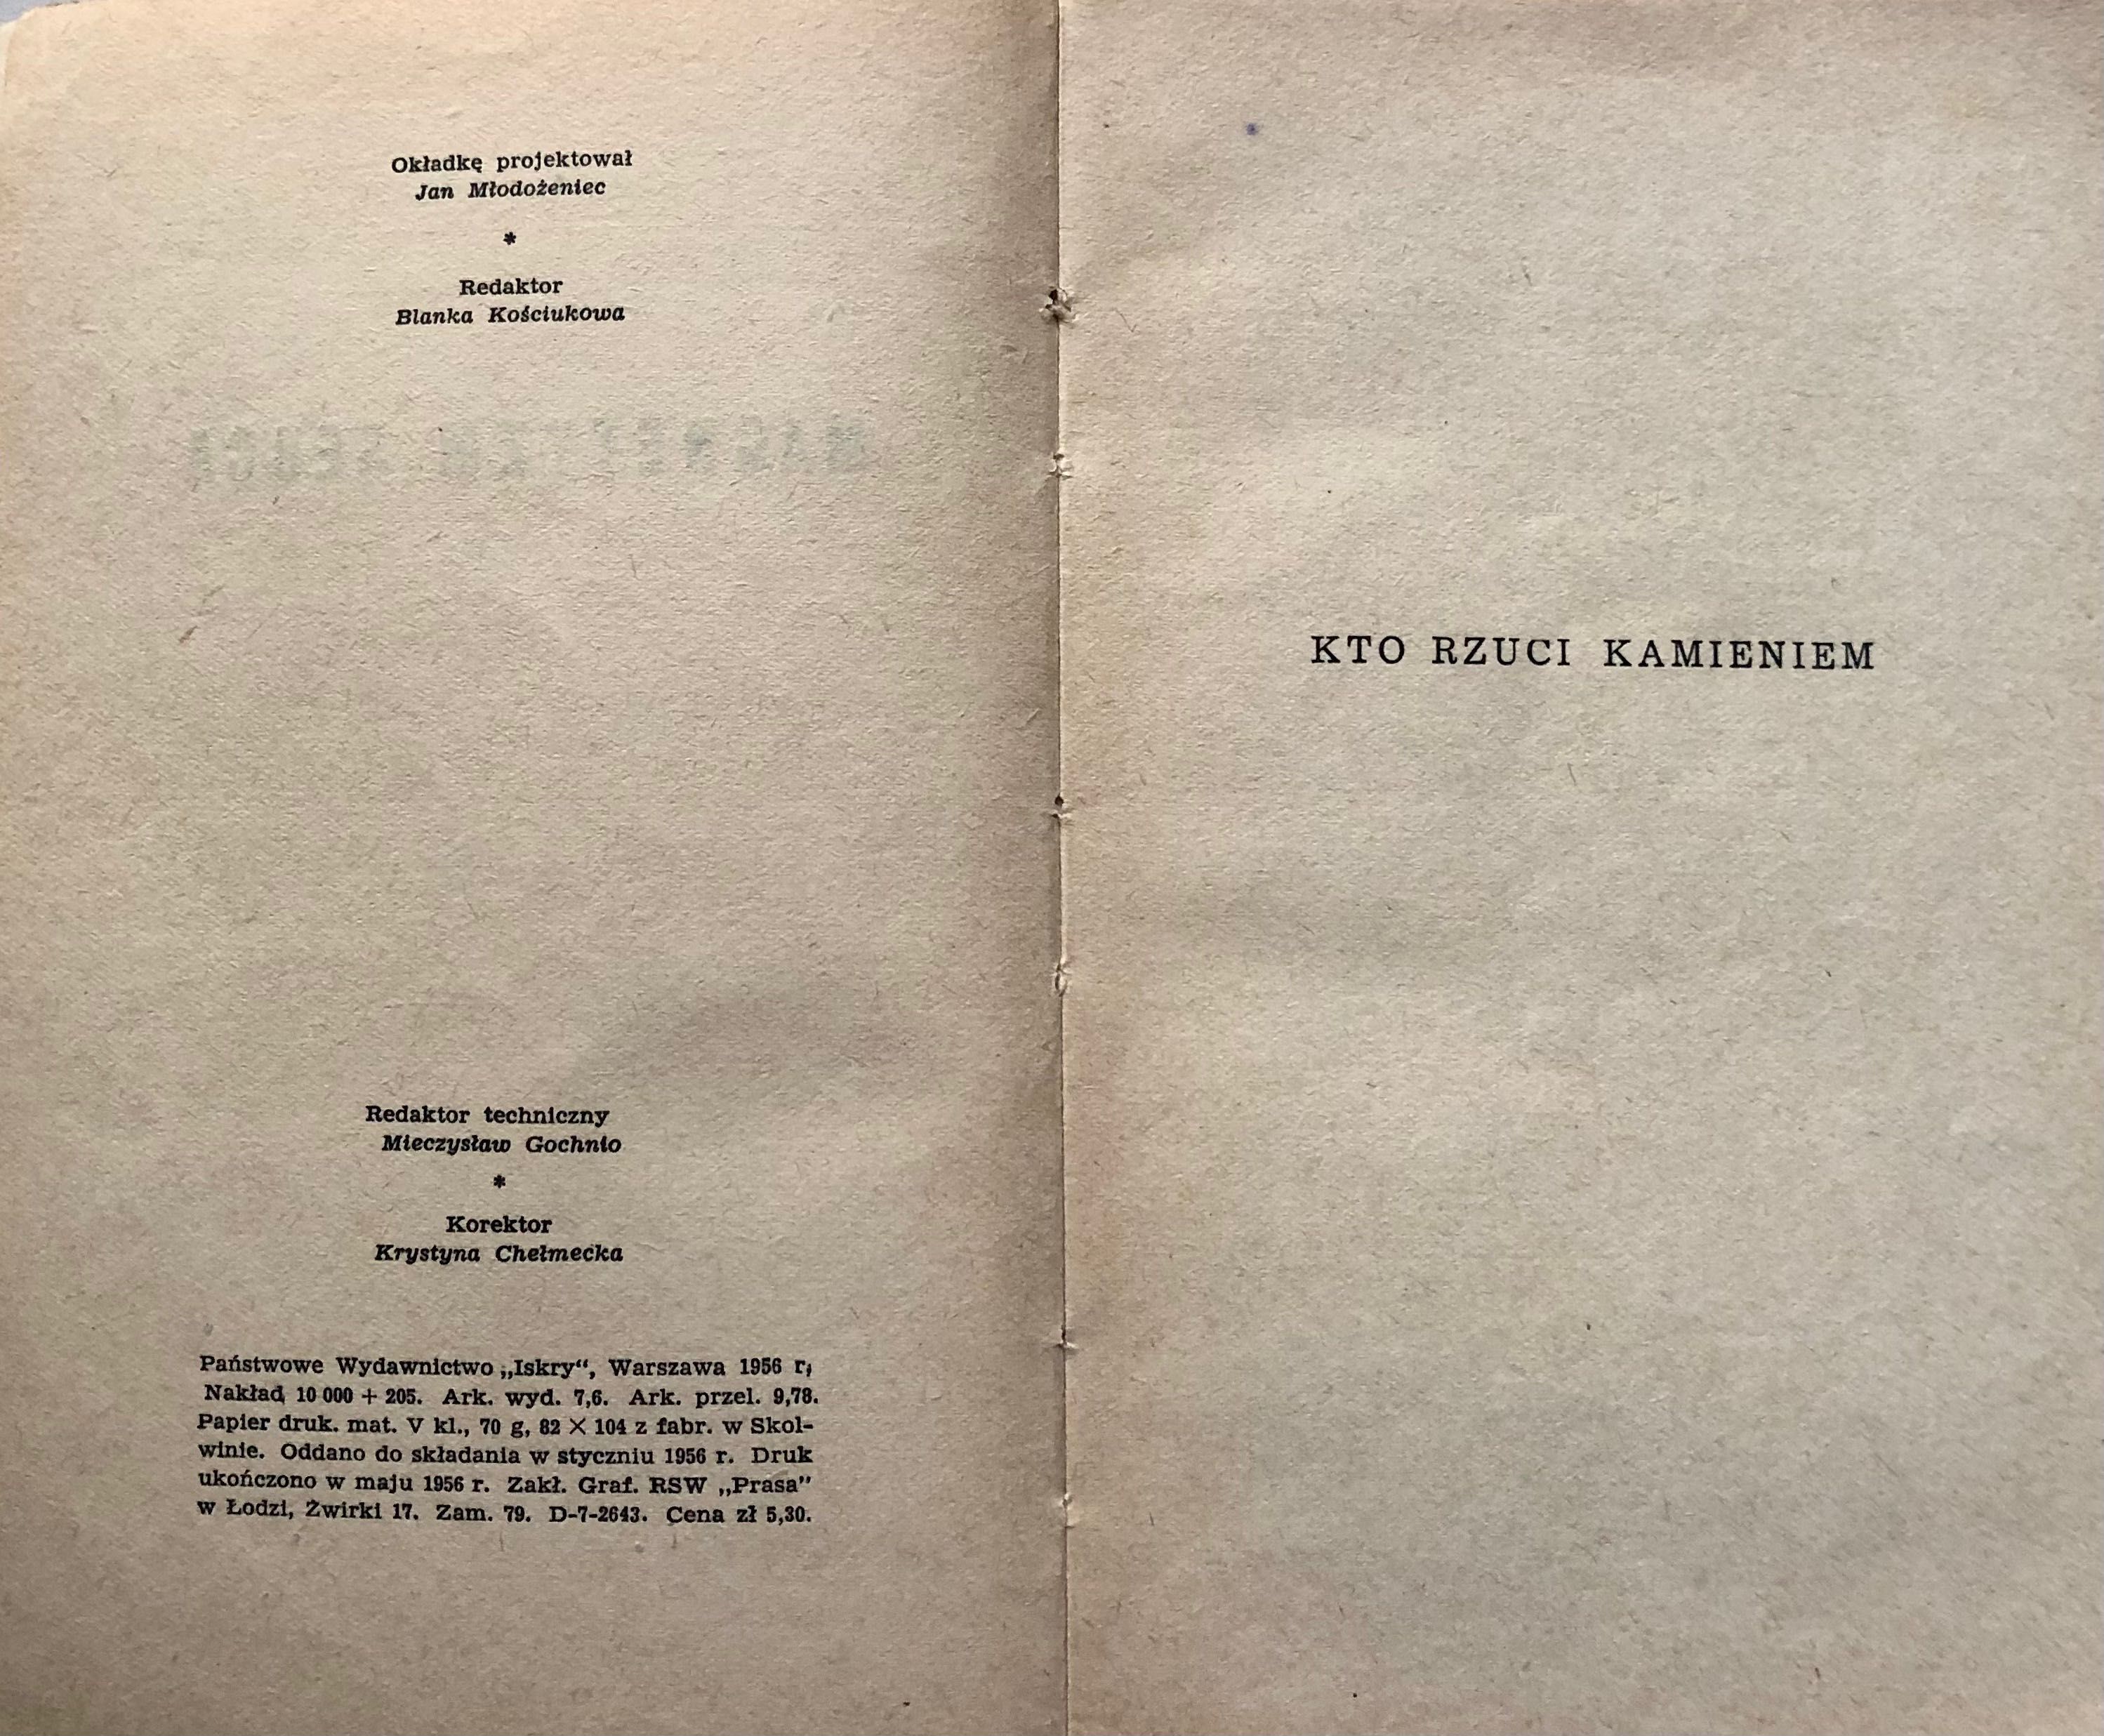 Okładkę projektował
Jan Młodożeniec
*
Redaktor
Blanka Kościukowa
Redaktor techniczny
Mieczysław Gochnio
*
Korektor
Krystyna Chełmecka
Państwowe Wydawnictwo „Iskry“, Warszawa 1956 r.
Nakład 10 000 + 205. Ark. wyd. 7,6. Ark. przel. 9,78.
Papier druk. mat. V kl., 70 g, 82 × 104 z fabr. w Skol-
winie. Oddano do składania w styczniu 1956 r. Druk
ukończono w maju 1956 r. Zakł. Graf. RSW „Prasa”
w Łodzi, Żwirki 17. Zam. 79. D-7-2643. Cena zł 5,30.
KTO RZUCI KAMIENIEM